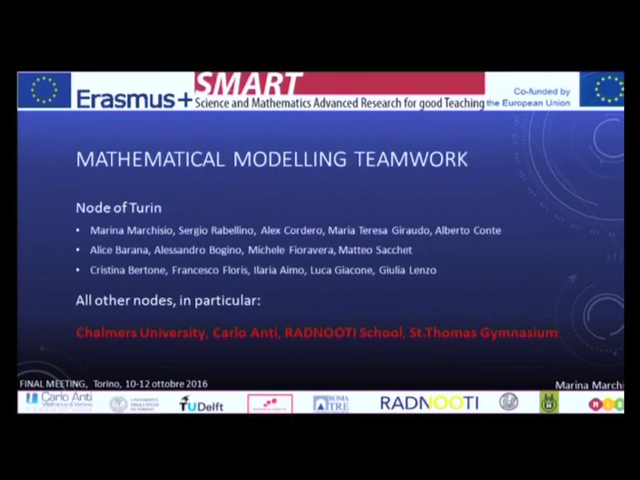 Erasmus+
SMART
Science and Mathematics Advanced Research for good Teaching
Co-funded by
the European Union
MATHEMATICAL MODELLING TEAMWORK
Node of Turin
• Marina Marchisio, Sergio Rabellino, Alex Cordero, Maria Teresa Giraudo, Alberto Conte
• Alice Barana, Alessandro Bogino, Michele Fioravera, Matteo Sacchet
• Cristina Bertone, Francesco Floris, Ilaria Aimo, Luca Giacone, Giulia Lenzo
All other nodes, in particular:
Chalmers University, Carlo Anti, RADNOOTI School, St.Thomas Gymnasium
FINAL MEETING, Torino, 10-12 ottobre 2016
Marina Marchi
Carlo Anti
TUDelft
ROMA
TRE
RADNOOTI